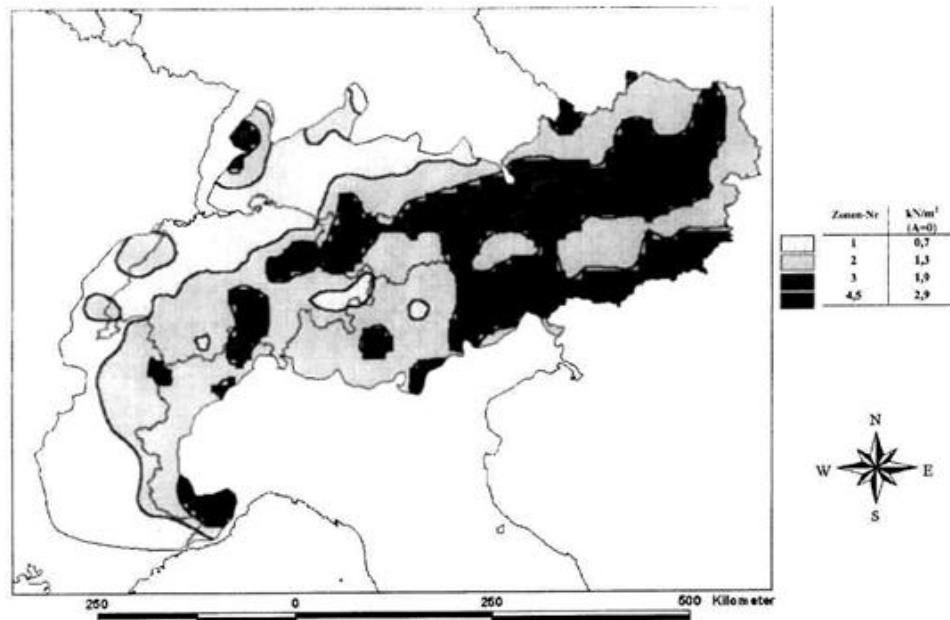 Zonen-Nr kN/m²
(A=0)
1 0,7
2 1,3
3 1,9
4,5 2,9
N
W E
S
250 0 250 500 Kilometer